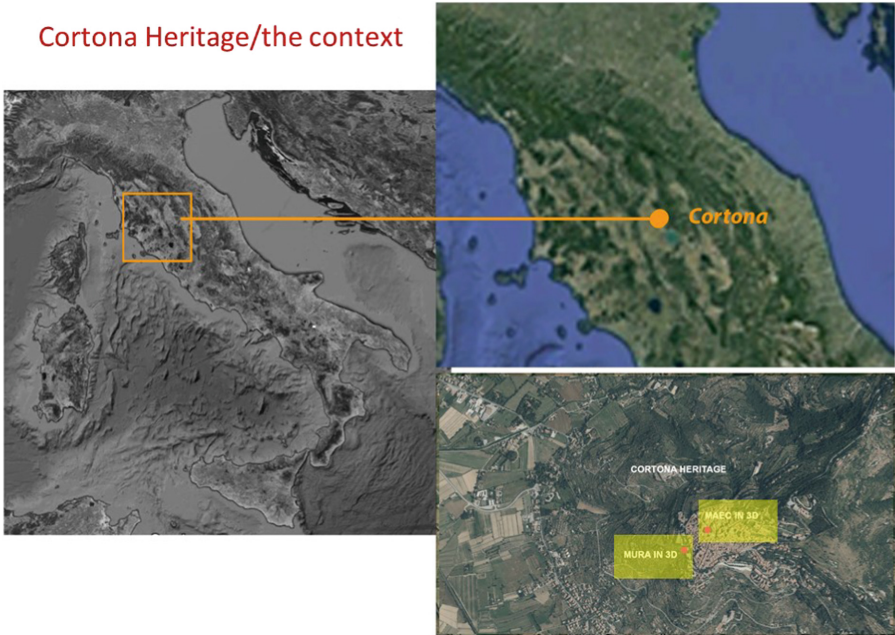 Cortona Heritage/the context
Cortona
CORTONA HERITAGE
MAEC IN 3D
MURA IN 3D